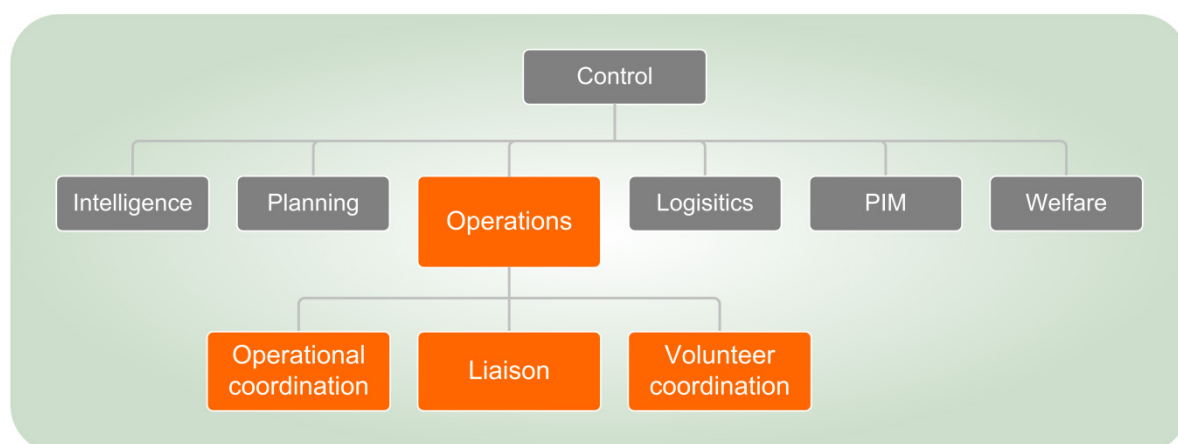 Control
Intelligence
Planning
Operations
Logisitics
PIM
Welfare
Operational
coordination
Liaison
Volunteer
coordination